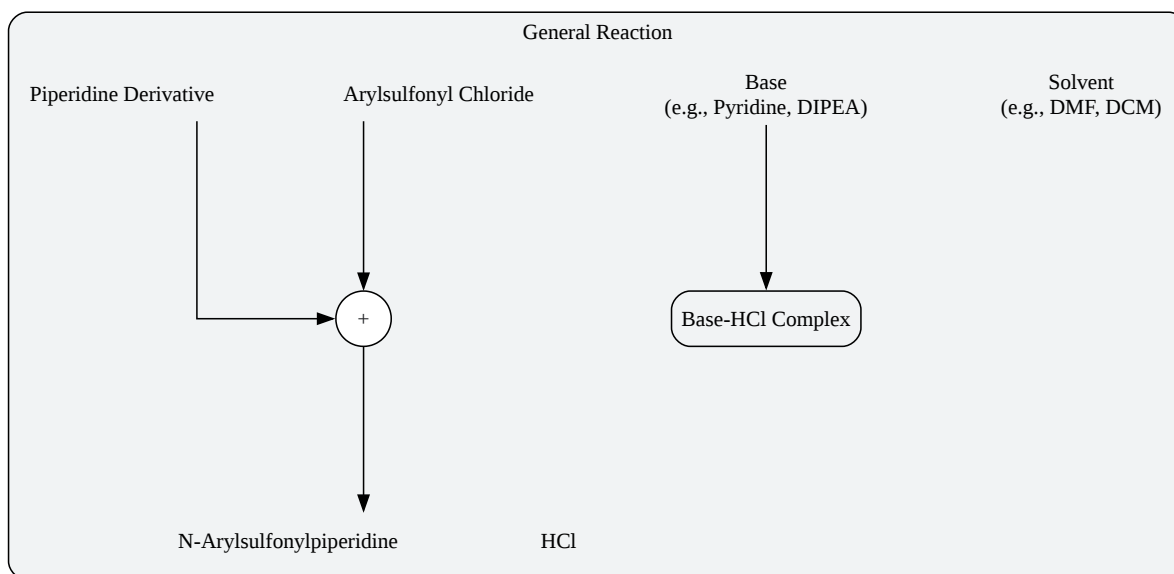 General Reaction
Piperidine Derivative
Arylsulfonyl Chloride
Base
(e.g., Pyridine, DIPEA)
Solvent
(e.g., DMF, DCM)
+
Base-HCl Complex
N-Arylsulfonylpiperidine
HCl